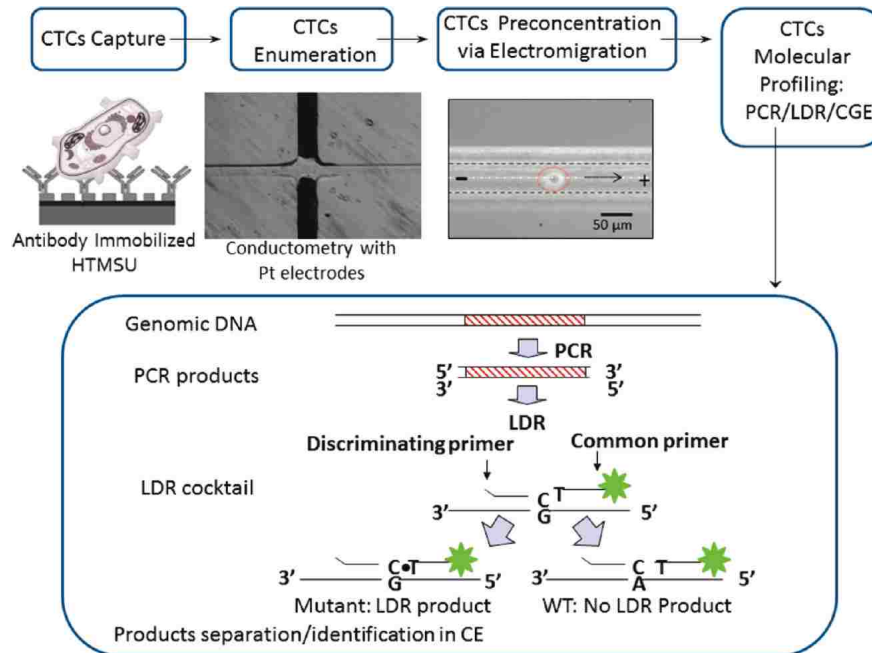 CTCs Capture
CTCs
Enumeration
CTCs Preconcentration
via Electromigration
CTCs
Molecular
Profiling:
PCR/LDR/CGE
Antibody Immobilized
HTMSU
Conductometry with
Pt electrodes
- +
50 µm
Genomic DNA
PCR
PCR products 5’ 3’
3’ 5’
LDR
Discriminating primer Common primer
LDR cocktail
C T
3’ G 5’
3’ C•T 5’
G
3’ C T 5’
A
Mutant: LDR product WT: No LDR Product
Products separation/identification in CE